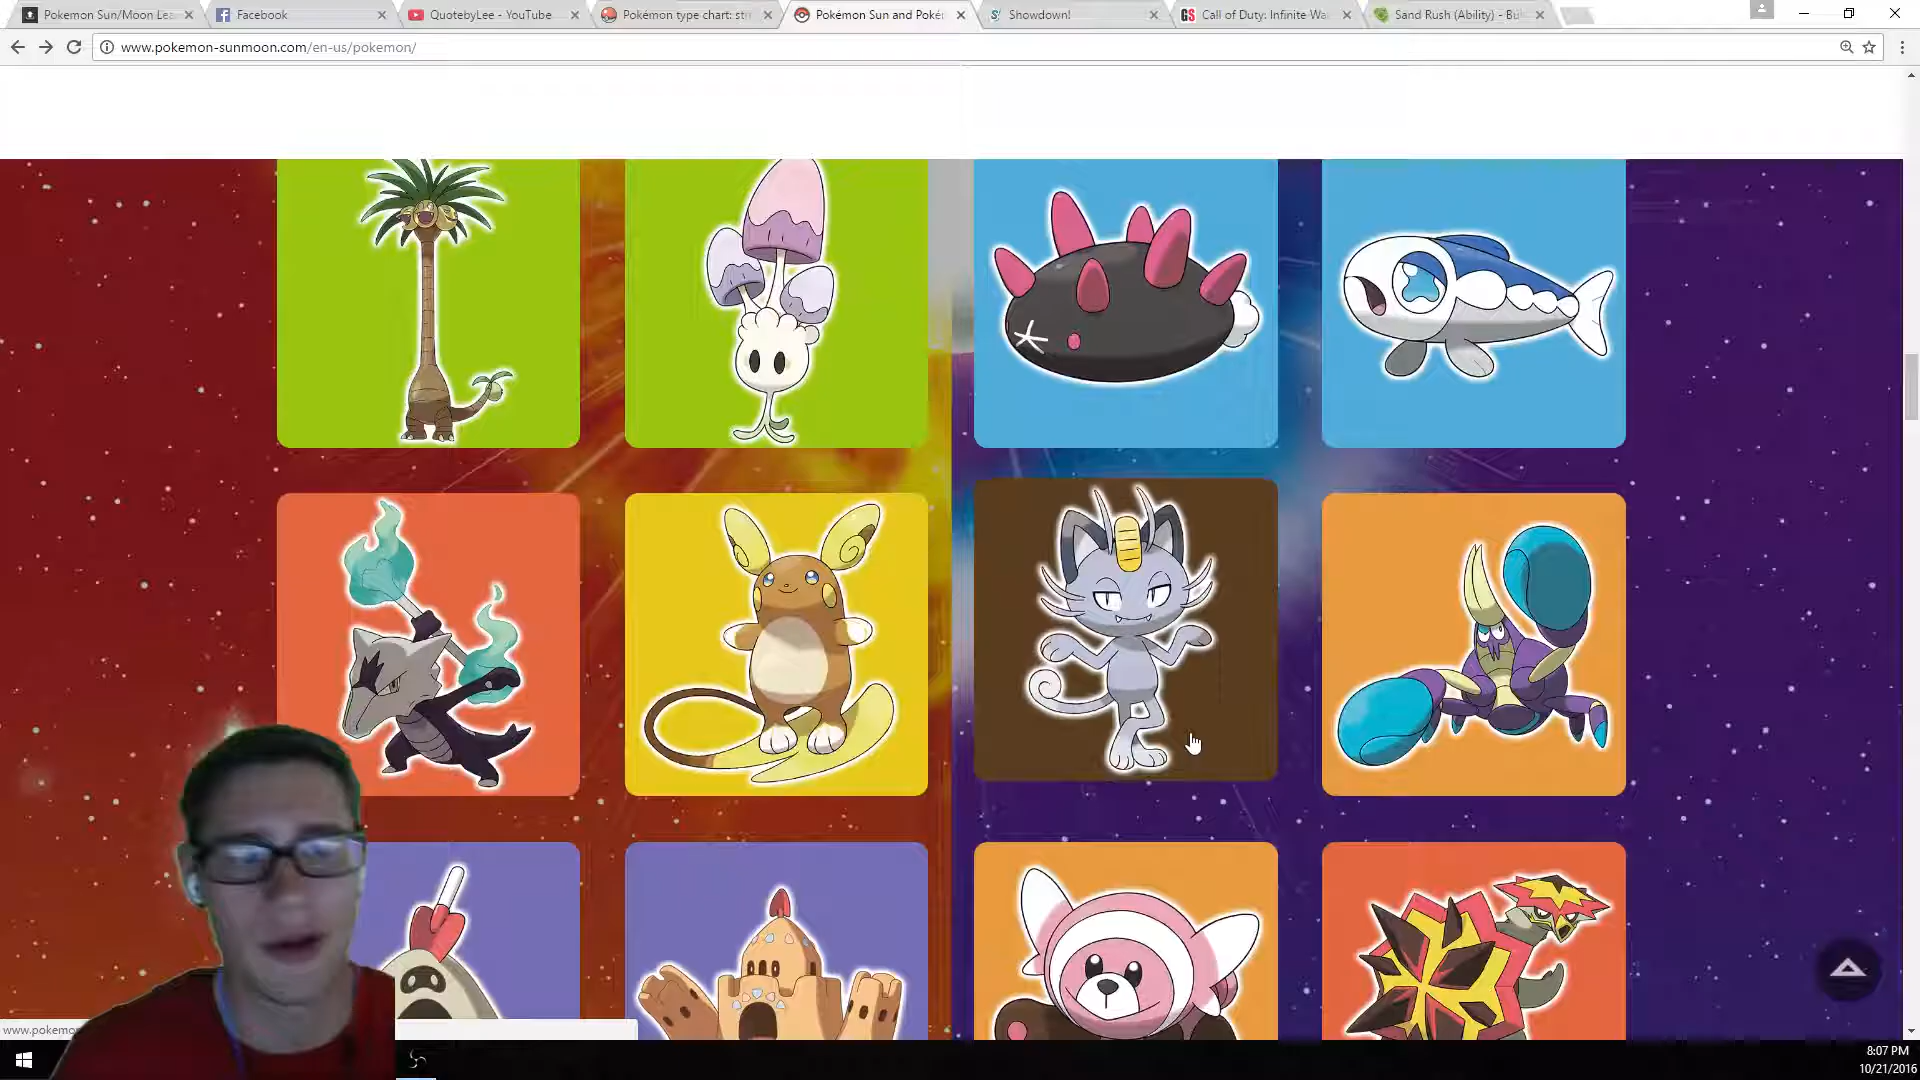 Pokemon Sun/Moon Lea
Facebook
QuotebyLee - YouTube
Pokémon type chart: str
Pokémon Sun and Poké
Showdown!
Call of Duty: Infinite Wa
Sand Rush (Ability) - Bul
www.pokemon-sunmoon.com/en-us/pokemon/
www.pokemon
8:07 PM
10/21/2016